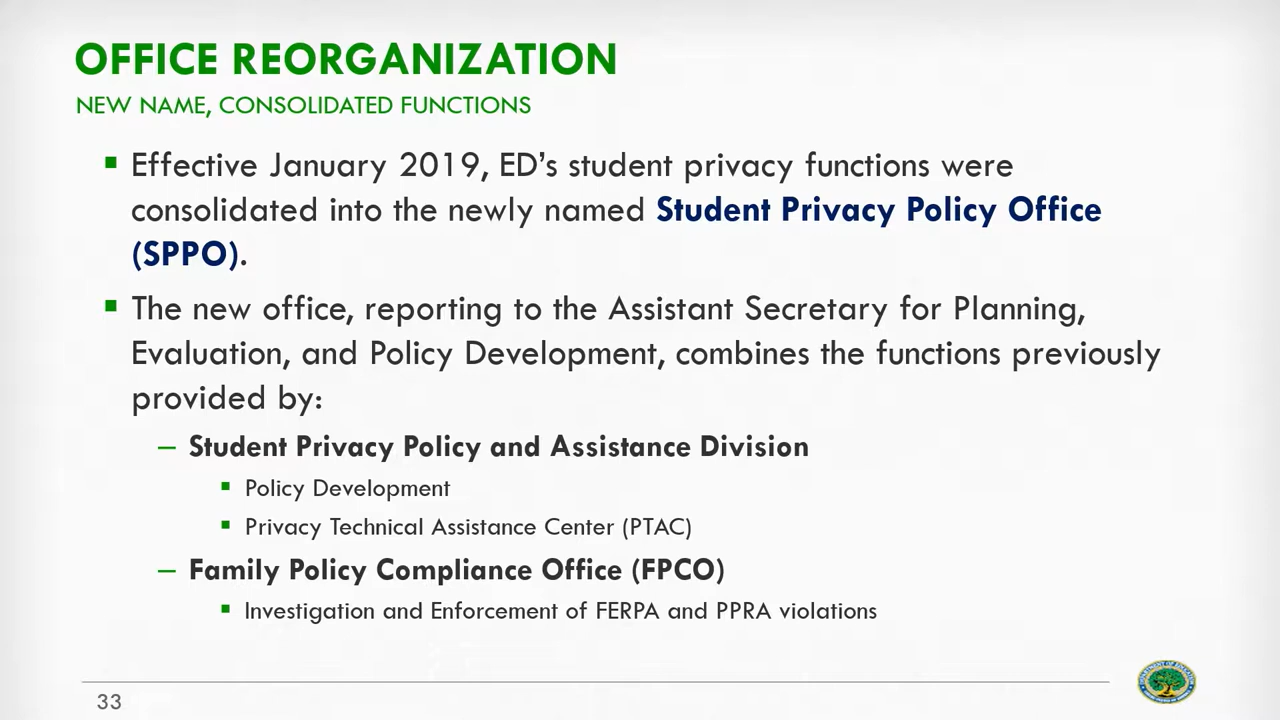 OFFICE REORGANIZATION
NEW NAME, CONSOLIDATED FUNCTIONS
▪ Effective January 2019, ED’s student privacy functions were
consolidated into the newly named Student Privacy Policy Office
(SPPO).
▪ The new office, reporting to the Assistant Secretary for Planning,
Evaluation, and Policy Development, combines the functions previously
provided by:
– Student Privacy Policy and Assistance Division
▪ Policy Development
▪ Privacy Technical Assistance Center (PTAC)
– Family Policy Compliance Office (FPCO)
▪ Investigation and Enforcement of FERPA and PPRA violations
33